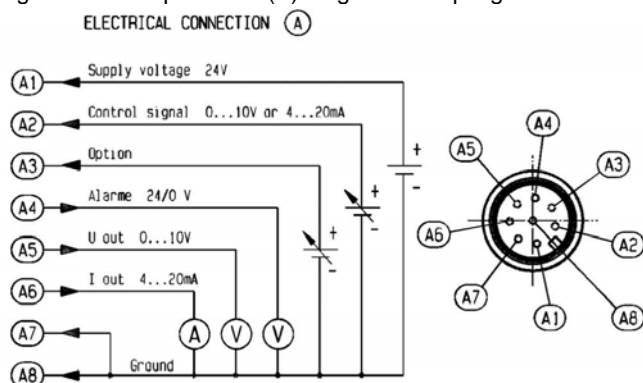 ELECTRICAL CONNECTION A
A1 Supply voltage 24V
A2 Control signal 0...10V or 4...20mA
A3 Option
A4 Alarme 24/0 V
A5 U out 0...10V
A6 I out 4...20mA
A7
A8 Ground
A V V
+
-
+
-
+
-
A4
A5
A3
A6
A2
A7
A1
A8